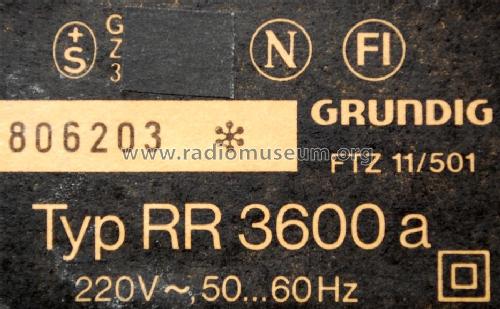 +S GZ3 N FI
GRUNDIG
806203 *
www.radiomuseum.org
FTZ 11/501
Typ RR 3600 a
220V~, 50...60Hz